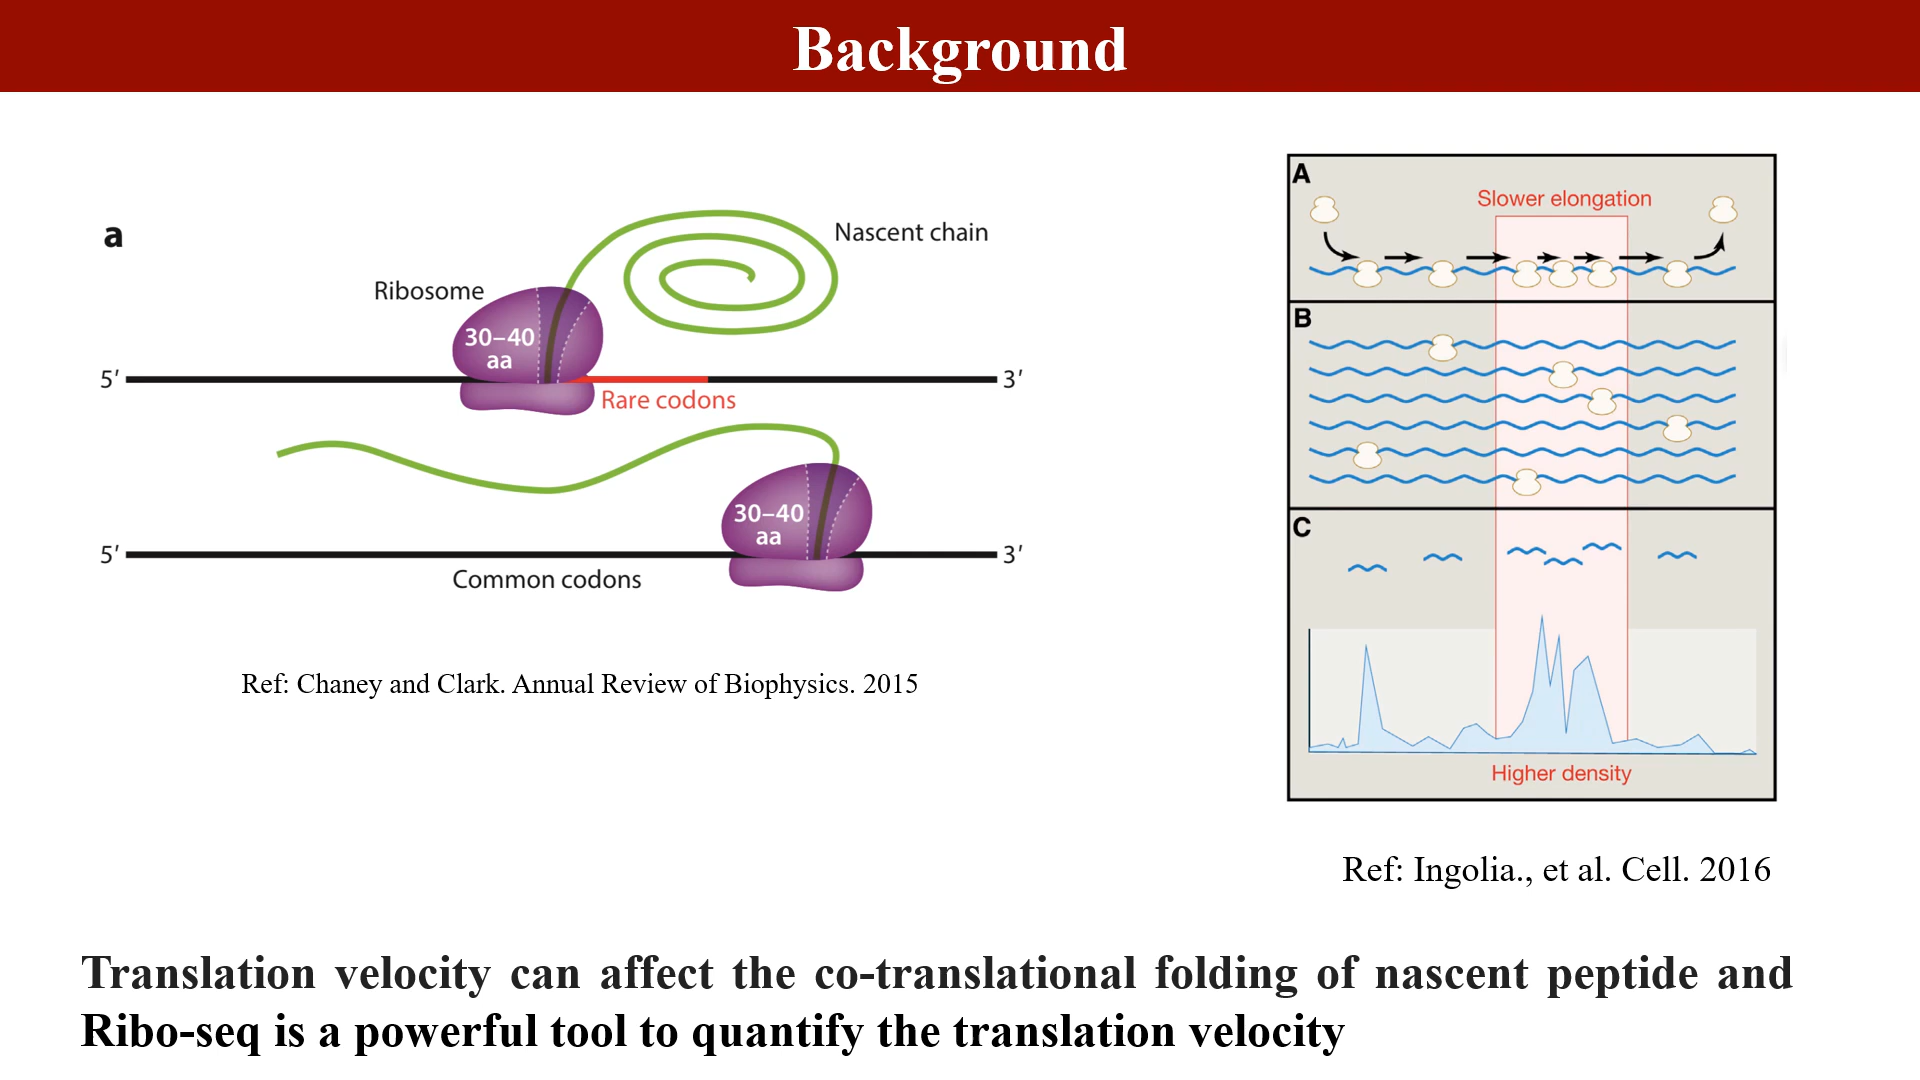 Background
a
Nascent chain
Ribosome
30–40
aa
5′
3′
Rare codons
30–40
aa
5′
3′
Common codons
Ref: Chaney and Clark. Annual Review of Biophysics. 2015
A
Slower elongation
B
C
Higher density
Ref: Ingolia., et al. Cell. 2016
Translation velocity can affect the co-translational folding of nascent peptide and
Ribo-seq is a powerful tool to quantify the translation velocity